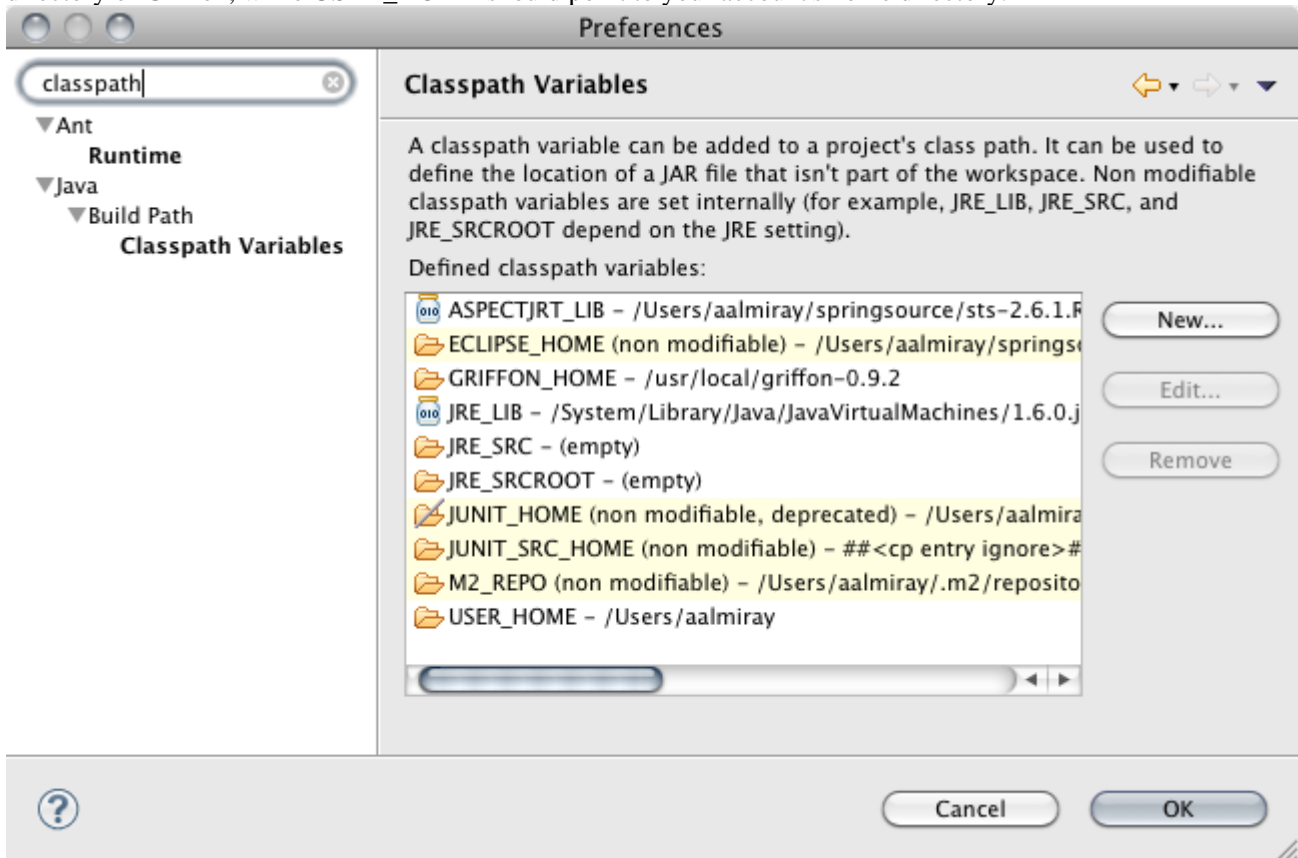 Preferences
classpath
Ant
Runtime
Java
Build Path
Classpath Variables
Classpath Variables
A classpath variable can be added to a project's class path. It can be used to
define the location of a JAR file that isn't part of the workspace. Non modifiable
classpath variables are set internally (for example, JRE_LIB, JRE_SRC, and
JRE_SRCROOT depend on the JRE setting).
Defined classpath variables:
ASPECTJRT_LIB – /Users/aalmiray/springsource/sts-2.6.1.R
ECLIPSE_HOME (non modifiable) – /Users/aalmiray/springso
GRIFFON_HOME – /usr/local/griffon-0.9.2
JRE_LIB – /System/Library/Java/JavaVirtualMachines/1.6.0.j
JRE_SRC – (empty)
JRE_SRCROOT – (empty)
JUNIT_HOME (non modifiable, deprecated) – /Users/aalmira
JUNIT_SRC_HOME (non modifiable) – ##<cp entry ignore>#
M2_REPO (non modifiable) – /Users/aalmiray/.m2/reposito
USER_HOME – /Users/aalmiray
New...
Edit...
Remove
?
Cancel
OK